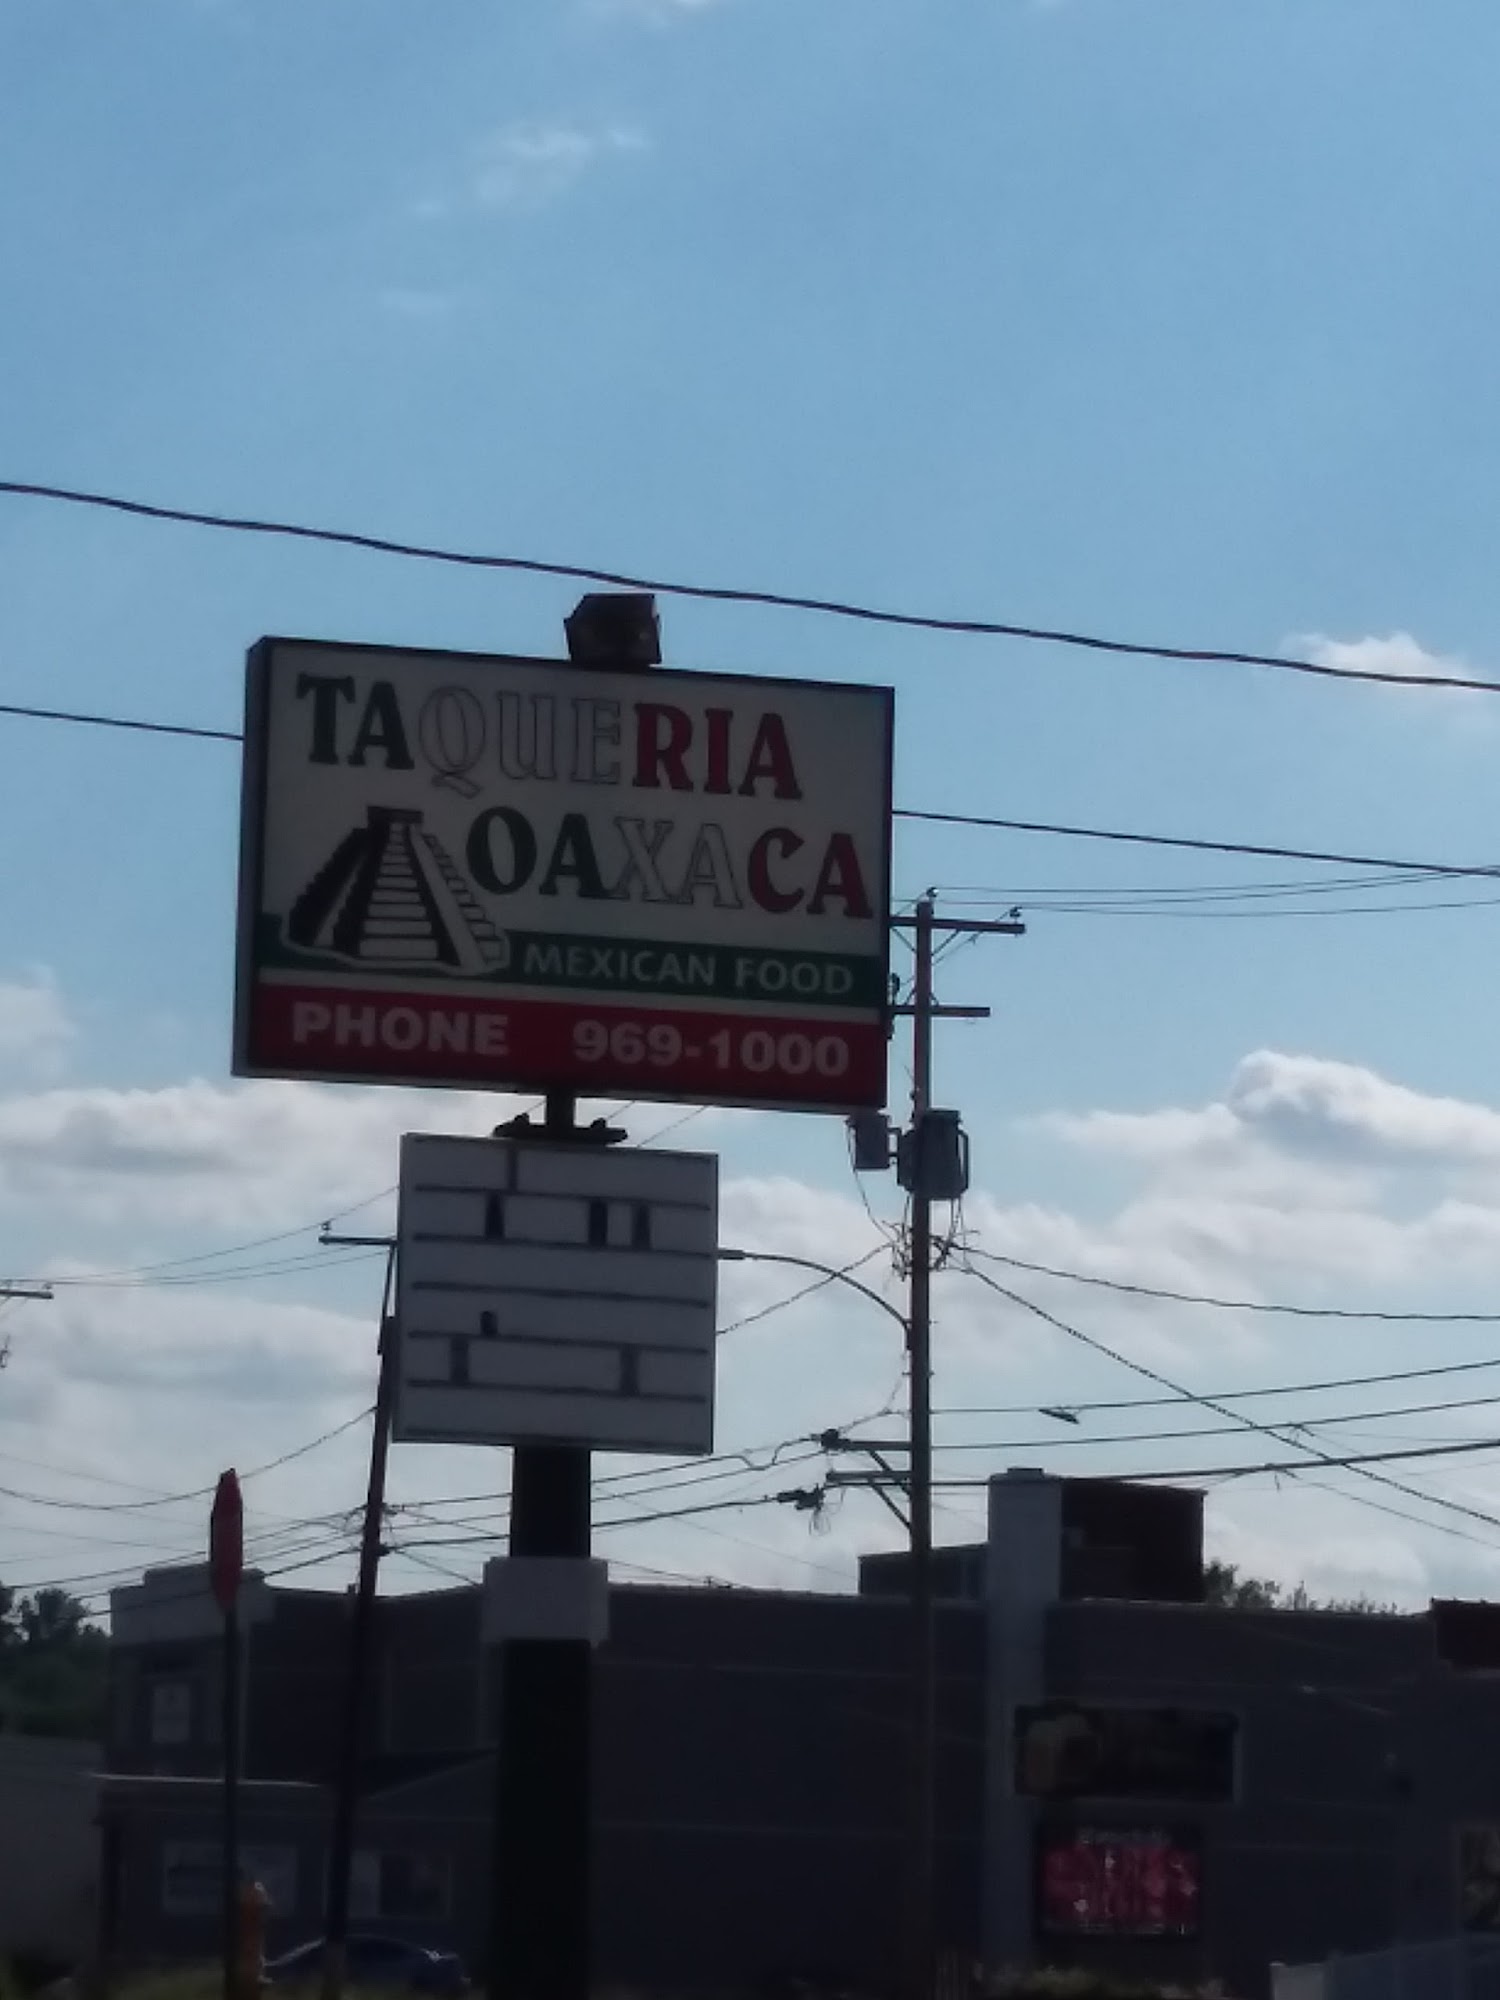 TAQUERIA
OAXACA
MEXICAN FOOD
PHONE 969-1000